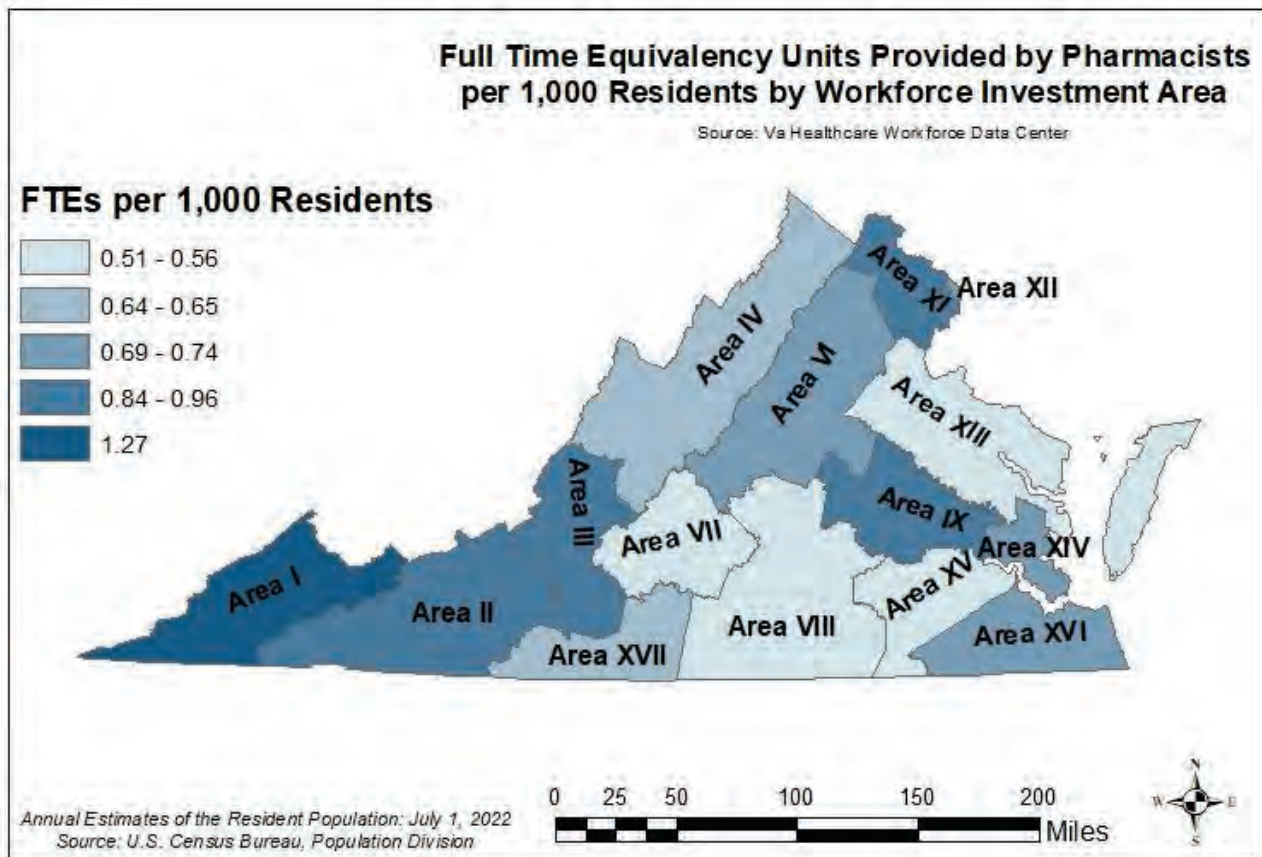 Full Time Equivalency Units Provided by Pharmacists
per 1,000 Residents by Workforce Investment Area
Source: Va Healthcare Workforce Data Center
FTEs per 1,000 Residents
0.51 - 0.56
0.64 - 0.65
0.69 - 0.74
0.84 - 0.96
1.27
Area XI
Area XII
Area IV
Area VI
Area XIII
Area III
Area IX
Area VII
Area XIV
Area I
Area XV
Area II
Area VIII
Area XVI
Area XVII
Annual Estimates of the Resident Population: July 1, 2022
Source: U.S. Census Bureau, Population Division
0 25 50 100 150 200
Miles
N
W E
S